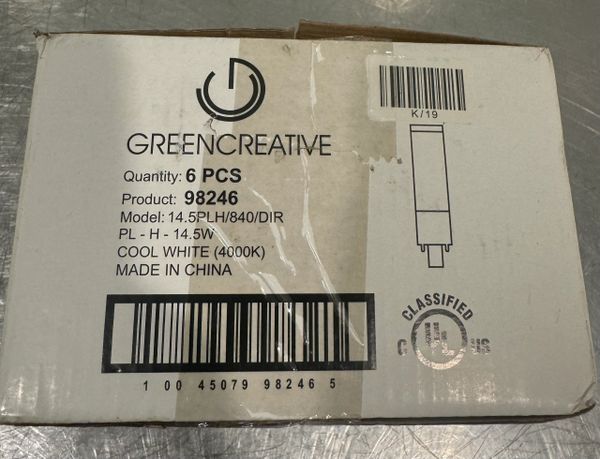 GREENCREATIVE
Quantity: 6 PCS
Product: 98246
Model: 14.5PLH/840/DIR
PL - H - 14.5W
COOL WHITE (4000K)
MADE IN CHINA
1 00 45079 98246 5
K/19
CLASSIFIED
C UL US